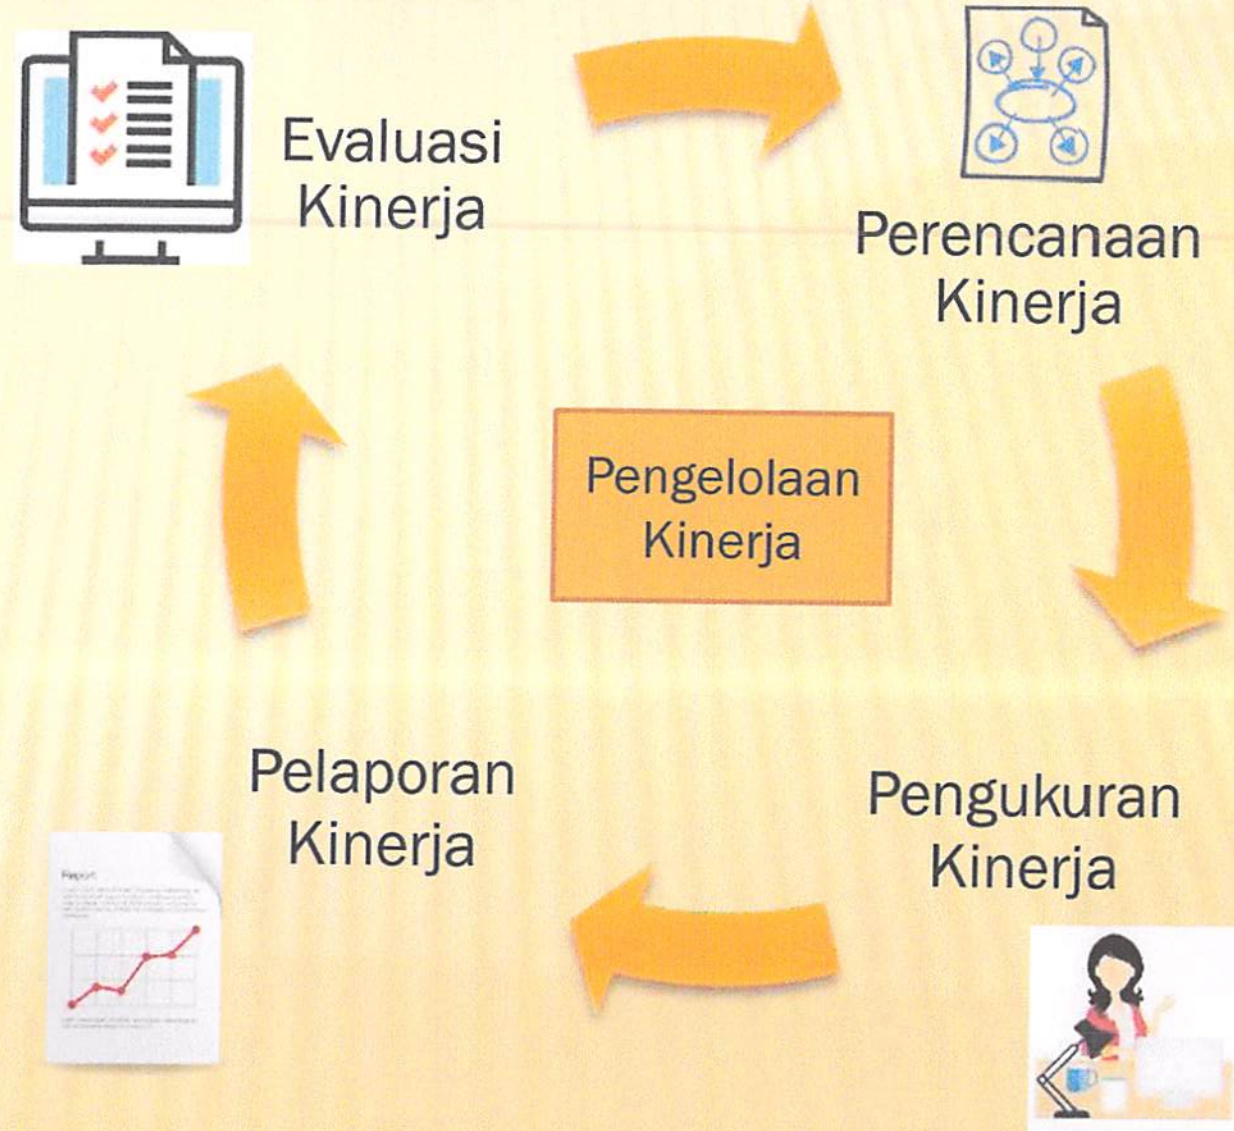 Evaluasi
Kinerja
Perencanaan
Kinerja
Pengelolaan
Kinerja
Pelaporan
Kinerja
Pengukuran
Kinerja
Report